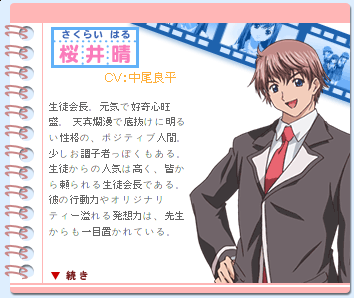 さくらい はる
桜井晴
CV:中尾良平
生徒会長。元気で好奇心旺
盛。天真爛漫で底抜けに明る
い性格の、ポジティブ人間。
少しお調子者っぽくもある。
生徒からの人気は高く、皆か
ら頼られる生徒会長である。
彼の行動力やオリジナリ
ティー溢れる発想力は、先生
からも一目置かれている。
▼ 続き